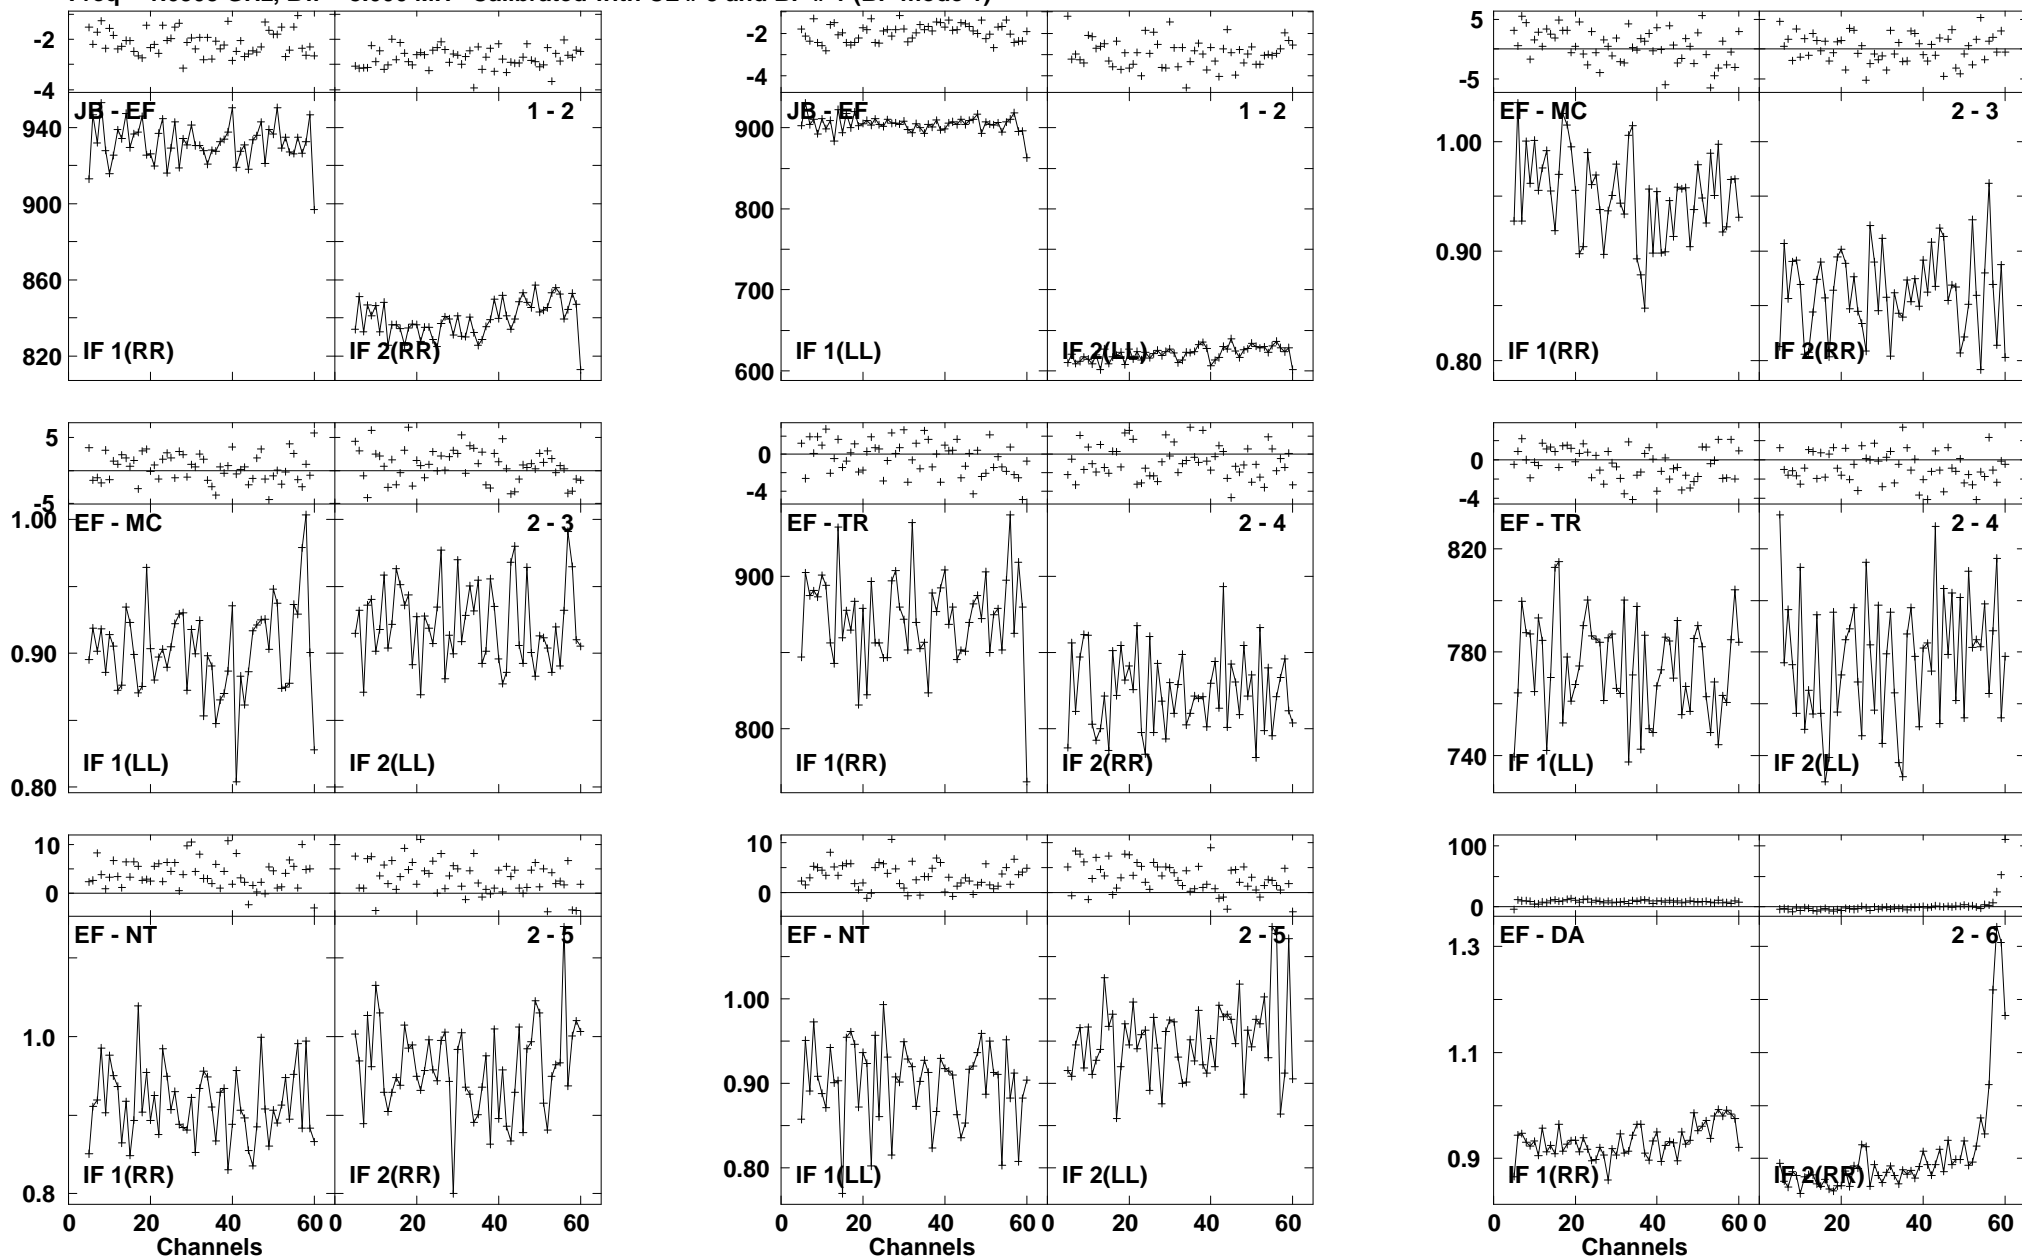 -2
-4
JB - EF
1 - 2
940
900
860
820
IF 1(RR)
IF 2(RR)
-2
-4
JB - EF
1 - 2
900
800
700
600
IF 1(LL)
IF 2(LL)
5
-5
EF - MC
2 - 3
1.00
0.90
0.80
IF 1(RR)
IF 2(RR)
5
-5
EF - MC
2 - 3
1.00
0.90
0.80
IF 1(LL)
IF 2(LL)
0
-4
EF - TR
2 - 4
900
800
IF 1(RR)
IF 2(RR)
0
-4
EF - TR
2 - 4
820
780
740
IF 1(LL)
IF 2(LL)
10
0
EF - NT
2 - 5
1.0
0.8
IF 1(RR)
IF 2(RR)
0 20 40 60 0 20 40 60
Channels
10
0
EF - NT
2 - 5
1.00
0.90
0.80
IF 1(LL)
IF 2(LL)
0 20 40 60 0 20 40 60
Channels
100
0
EF - DA
2 - 6
1.3
1.1
0.9
IF 1(RR)
IF 2(RR)
0 20 40 60 0 20 40 60
Channels